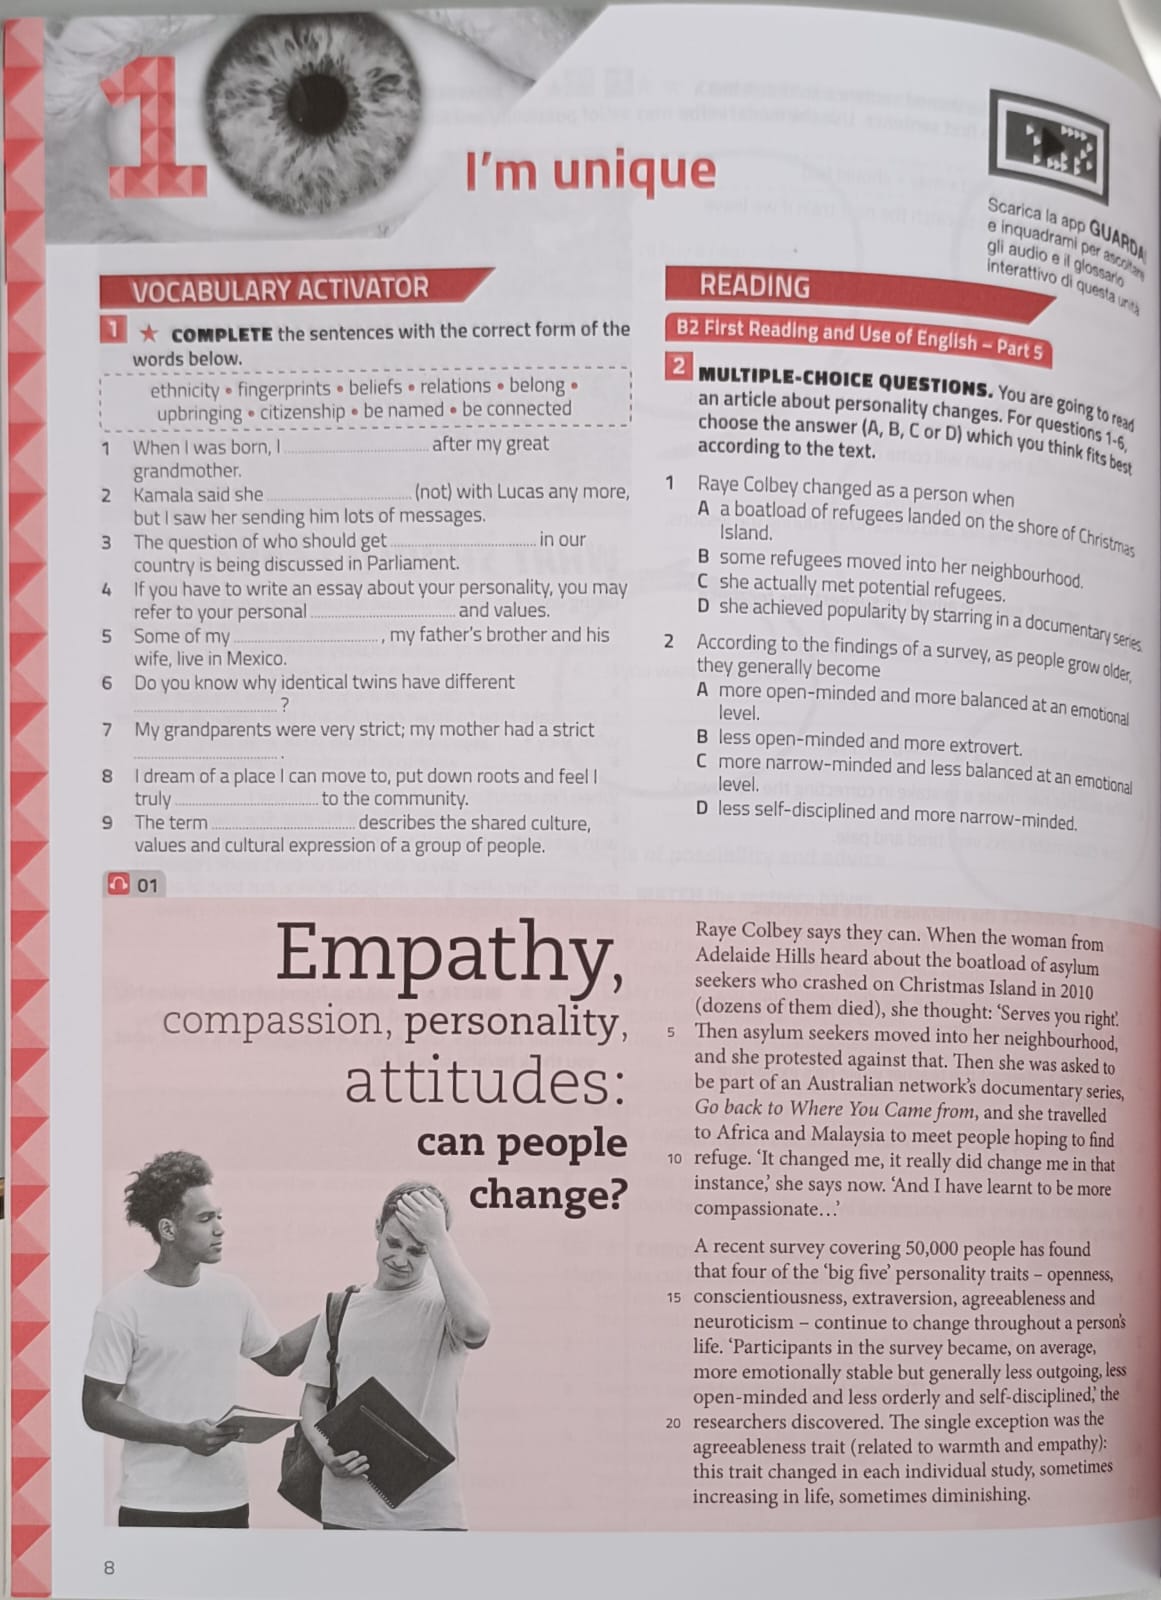 1
I'm unique
Scarica la app GUARDA!
e inquadrami per ascoltare
gli audio e il glossario
interattivo di questa unità
VOCABULARY ACTIVATOR
1 ★ COMPLETE the sentences with the correct form of the
words below.
ethnicity • fingerprints • beliefs • relations • belong •
upbringing • citizenship • be named • be connected
1 When I was born, I ........ after my great
grandmother.
2 Kamala said she ........ (not) with Lucas any more,
but I saw her sending him lots of messages.
3 The question of who should get ........ in our
country is being discussed in Parliament.
4 If you have to write an essay about your personality, you may
refer to your personal ........ and values.
5 Some of my ........, my father's brother and his
wife, live in Mexico.
6 Do you know why identical twins have different
........?
7 My grandparents were very strict; my mother had a strict
.........
8 I dream of a place I can move to, put down roots and feel I
truly ........ to the community.
9 The term ........ describes the shared culture,
values and cultural expression of a group of people.
READING
B2 First Reading and Use of English – Part 5
2 MULTIPLE-CHOICE QUESTIONS. You are going to read
an article about personality changes. For questions 1-6,
choose the answer (A, B, C or D) which you think fits best
according to the text.
1 Raye Colbey changed as a person when
A a boatload of refugees landed on the shore of Christmas
Island.
B some refugees moved into her neighbourhood.
C she actually met potential refugees.
D she achieved popularity by starring in a documentary series.
2 According to the findings of a survey, as people grow older,
they generally become
A more open-minded and more balanced at an emotional
level.
B less open-minded and more extrovert.
C more narrow-minded and less balanced at an emotional
level.
D less self-disciplined and more narrow-minded.
01
Empathy,
compassion, personality,
attitudes:
can people
change?
Raye Colbey says they can. When the woman from
Adelaide Hills heard about the boatload of asylum
seekers who crashed on Christmas Island in 2010
(dozens of them died), she thought: 'Serves you right'.
5 Then asylum seekers moved into her neighbourhood,
and she protested against that. Then she was asked to
be part of an Australian network's documentary series,
Go back to Where You Came from, and she travelled
to Africa and Malaysia to meet people hoping to find
10 refuge. 'It changed me, it really did change me in that
instance,' she says now. 'And I have learnt to be more
compassionate…'
A recent survey covering 50,000 people has found
that four of the 'big five' personality traits – openness,
15 conscientiousness, extraversion, agreeableness and
neuroticism – continue to change throughout a person's
life. 'Participants in the survey became, on average,
more emotionally stable but generally less outgoing, less
open-minded and less orderly and self-disciplined,' the
20 researchers discovered. The single exception was the
agreeableness trait (related to warmth and empathy):
this trait changed in each individual study, sometimes
increasing in life, sometimes diminishing.
8